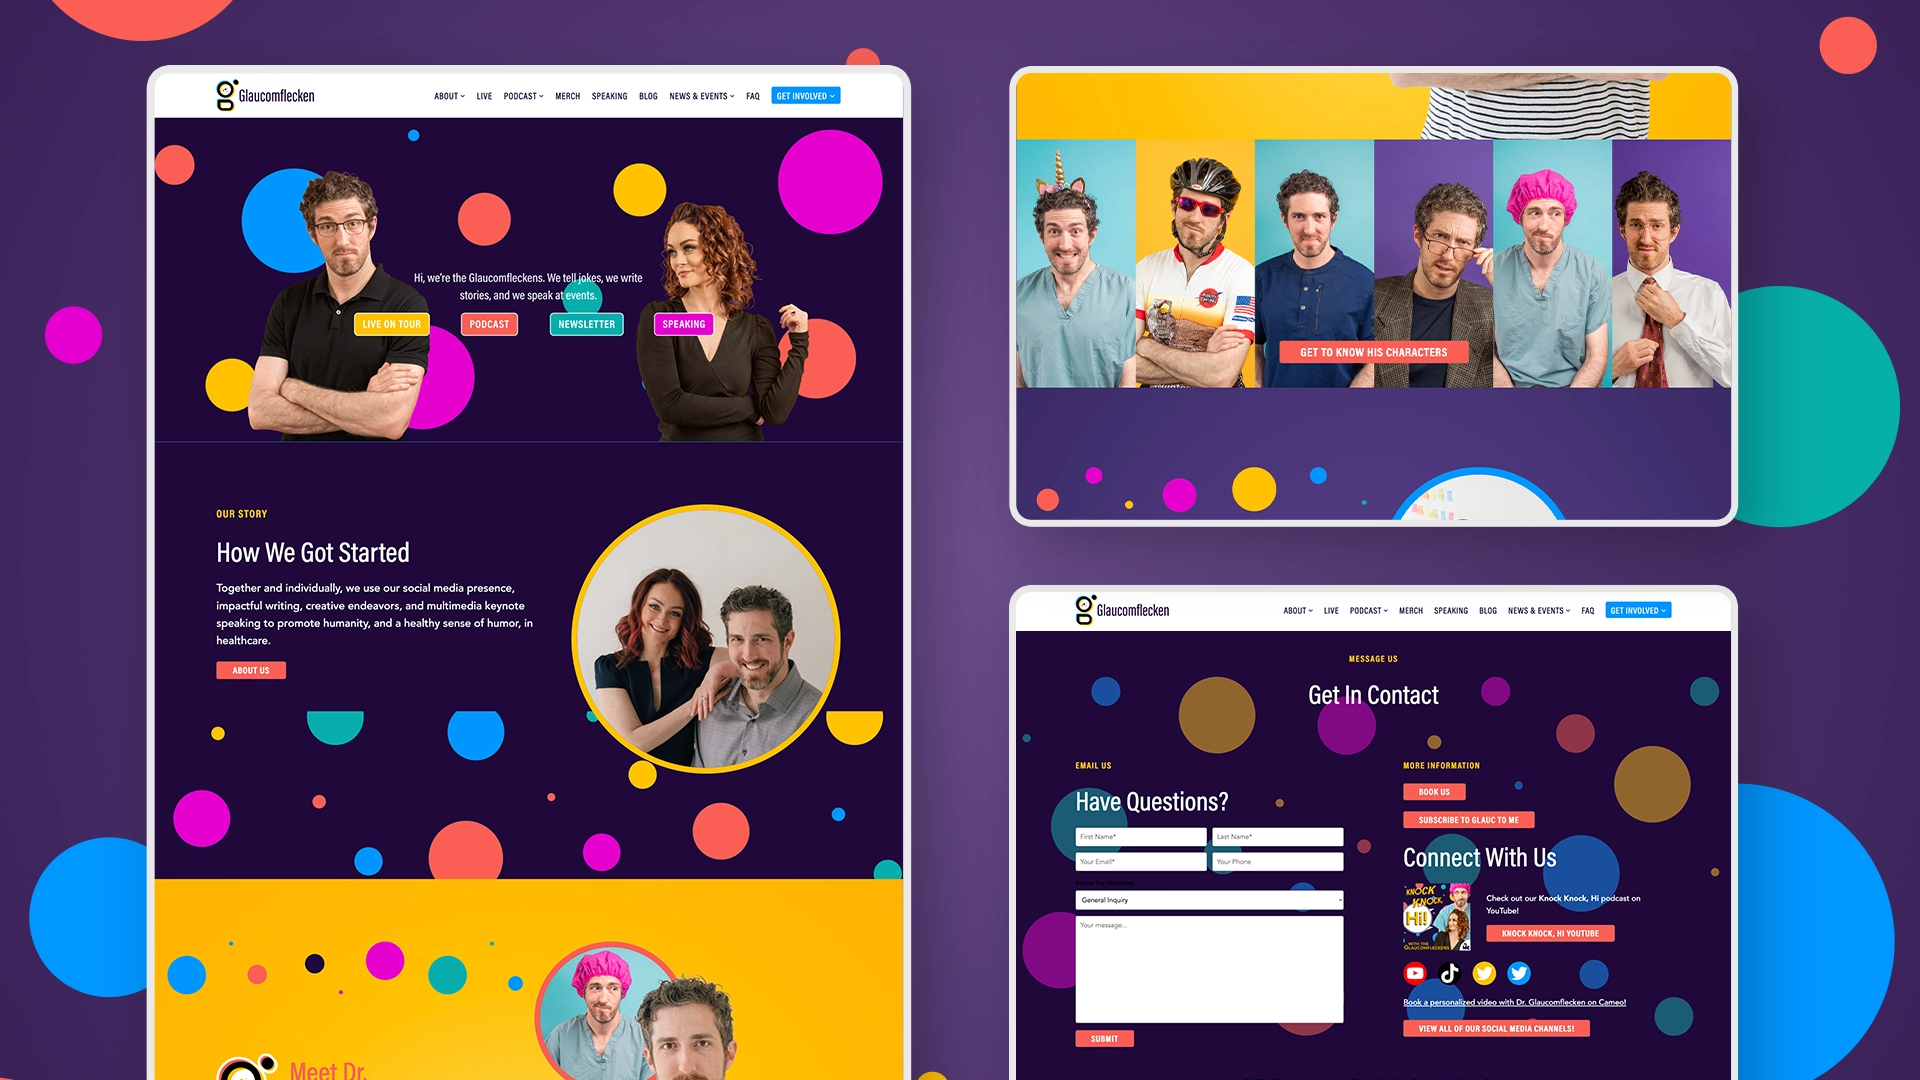 Glaucomflecken
ABOUT LIVE PODCAST MERCH SPEAKING BLOG NEWS & EVENTS FAQ GET INVOLVED
Hi, we're the Glaucomfleckens. We tell jokes, we write
stories, and we speak at events.
LIVE ON TOUR PODCAST NEWSLETTER SPEAKING
OUR STORY
How We Got Started
Together and individually, we use our social media presence,
impactful writing, creative endeavors, and multimedia keynote
speaking to promote humanity, and a healthy sense of humor, in
healthcare.
ABOUT US
Meet Dr.
GET TO KNOW HIS CHARACTERS
Glaucomflecken
ABOUT LIVE PODCAST MERCH SPEAKING BLOG NEWS & EVENTS FAQ GET INVOLVED
MESSAGE US
Get In Contact
EMAIL US
Have Questions?
First Name* Last Name*
Your Email* Your Phone
General Inquiry
Your message...
SUBMIT
MORE INFORMATION
BOOK US
SUBSCRIBE TO GLAUC TO ME
Connect With Us
KNOCK
KNOCK
Hi!
WITH THE
GLAUCOMFLECKENS
Check out our Knock Knock, Hi podcast on
YouTube!
KNOCK KNOCK, HI YOUTUBE
Book a personalized video with Dr. Glaucomflecken on Cameo!
VIEW ALL OF OUR SOCIAL MEDIA CHANNELS!